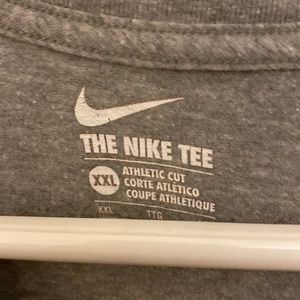 THE NIKE TEE
XXL
ATHLETIC CUT
CORTE ATLÉTICO
COUPE ATHLÉTIQUE
XXL TTG